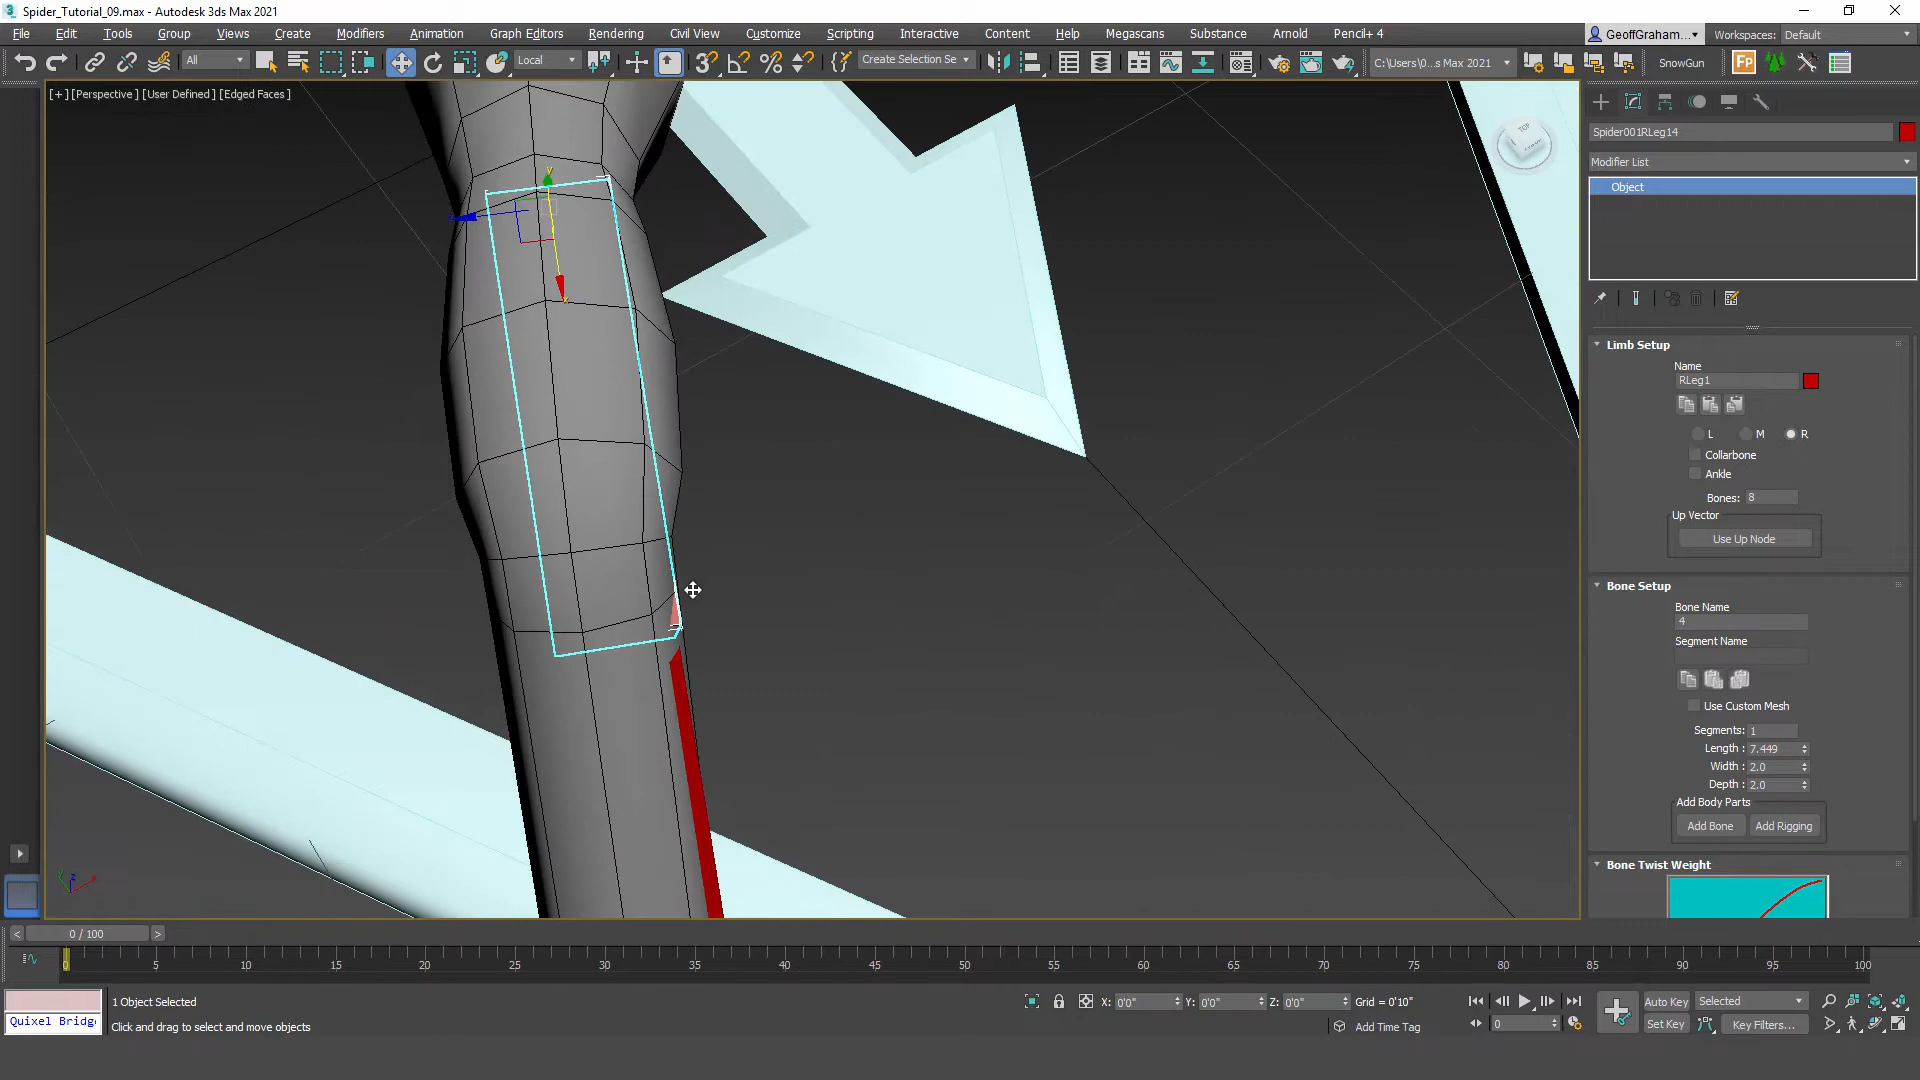 Spider_Tutorial_09.max - Autodesk 3ds Max 2021
File Edit Tools Group Views Create Modifiers Animation Graph Editors Rendering Civil View Customize Scripting Interactive Content Help Megascans Substance Arnold Pencil+ 4
GeoffGraham... Workspaces: Default
All Local Create Selection Se C:\Users\0...s Max 2021 SnowGun
[+] [Perspective] [User Defined] [Edged Faces]
TOP
Spider001RLeg14
Modifier List
Object
Limb Setup
Name
RLeg1
L M R
Collarbone
Ankle
Bones: 8
Up Vector
Use Up Node
Bone Setup
Bone Name
4
Segment Name
Use Custom Mesh
Segments: 1
Length: 7.449
Width: 2.0
Depth: 2.0
Add Body Parts
Add Bone Add Rigging
Bone Twist Weight
y
x
z
< 0 / 100 >
0 5 10 15 20 25 30 35 40 45 50 55 60 65 70 75 80 85 90 95 100
1 Object Selected
X: 0'0" Y: 0'0" Z: 0'0" Grid = 0'10"
Auto Key Selected
Quixel Bridg
Click and drag to select and move objects
Add Time Tag
0
Set Key Key Filters...